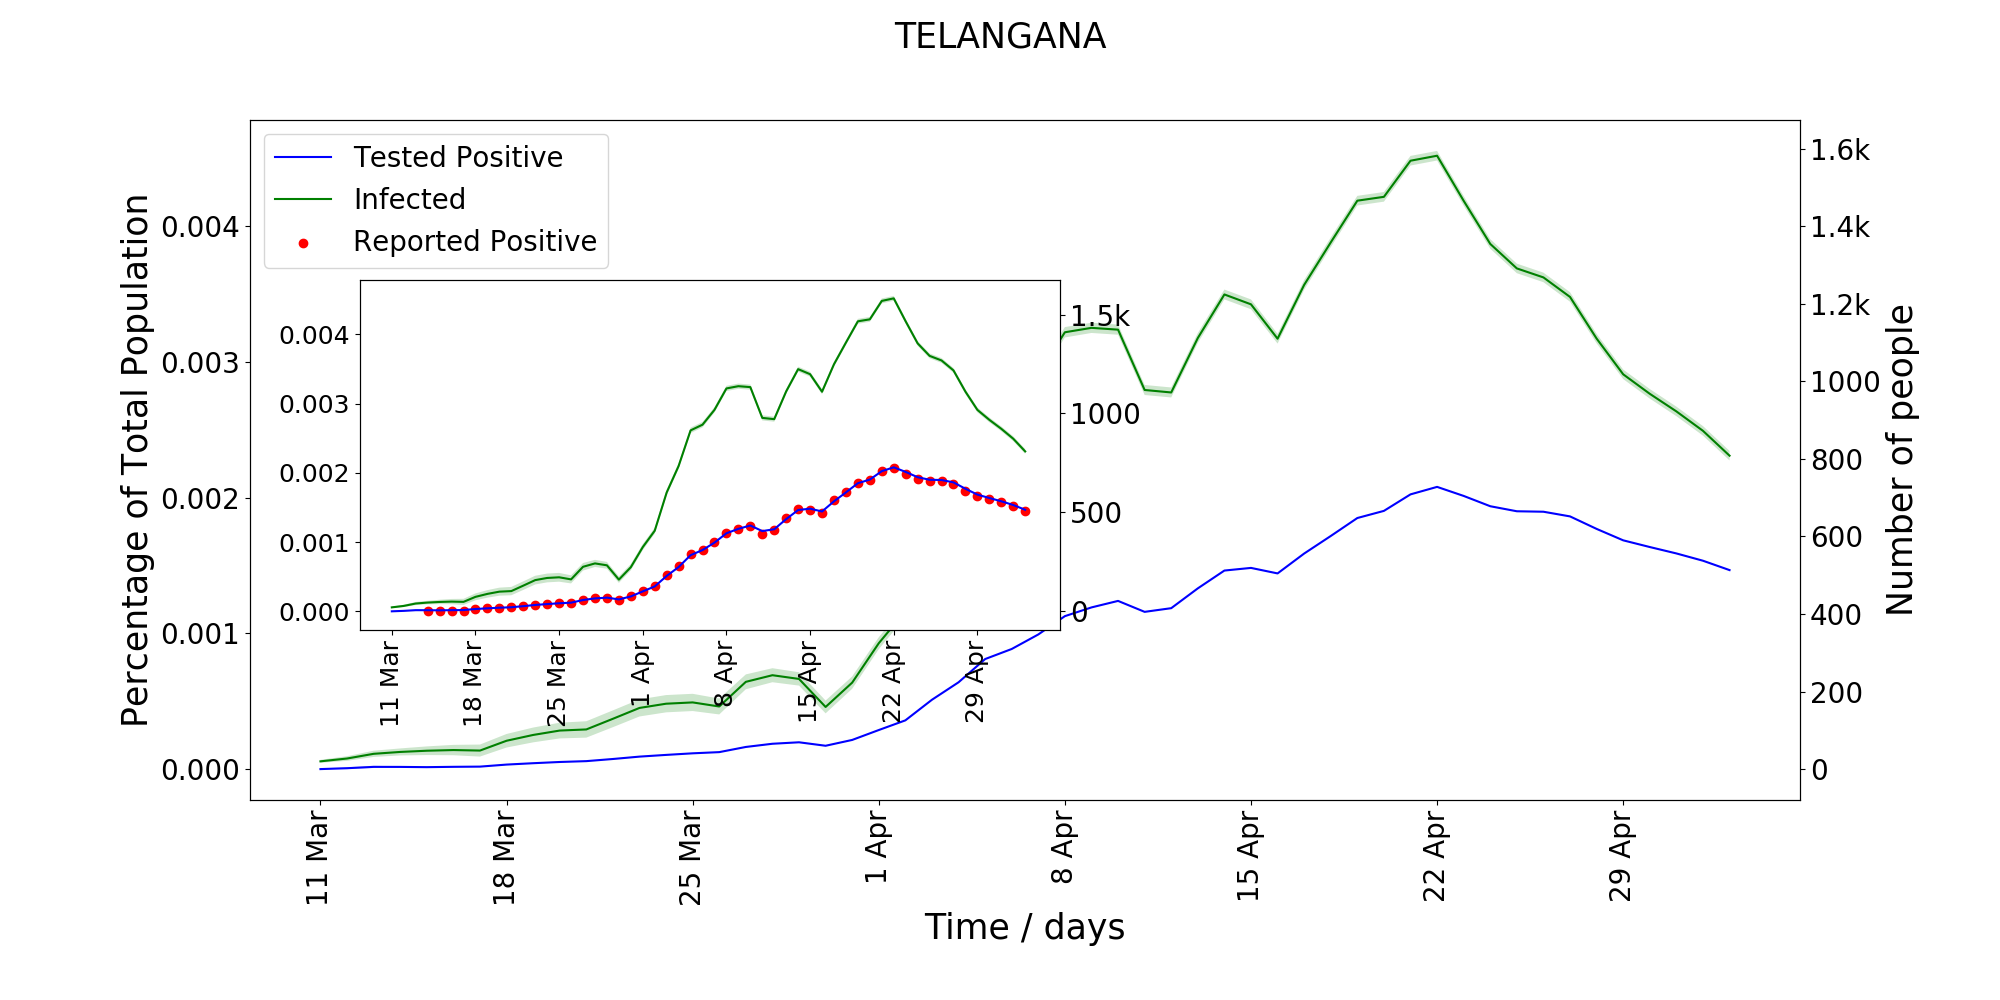 TELANGANA
Tested Positive
Infected
Reported Positive
Percentage of Total Population
0.004
0.003
0.002
0.001
0.000
1.6k
1.4k
1.2k
1000
800
600
400
200
0
Number of people
0.004
0.003
0.002
0.001
0.000
1.5k
1000
500
0
11 Mar
18 Mar
25 Mar
1 Apr
8 Apr
15 Apr
22 Apr
29 Apr
11 Mar
18 Mar
25 Mar
1 Apr
8 Apr
15 Apr
22 Apr
29 Apr
Time / days